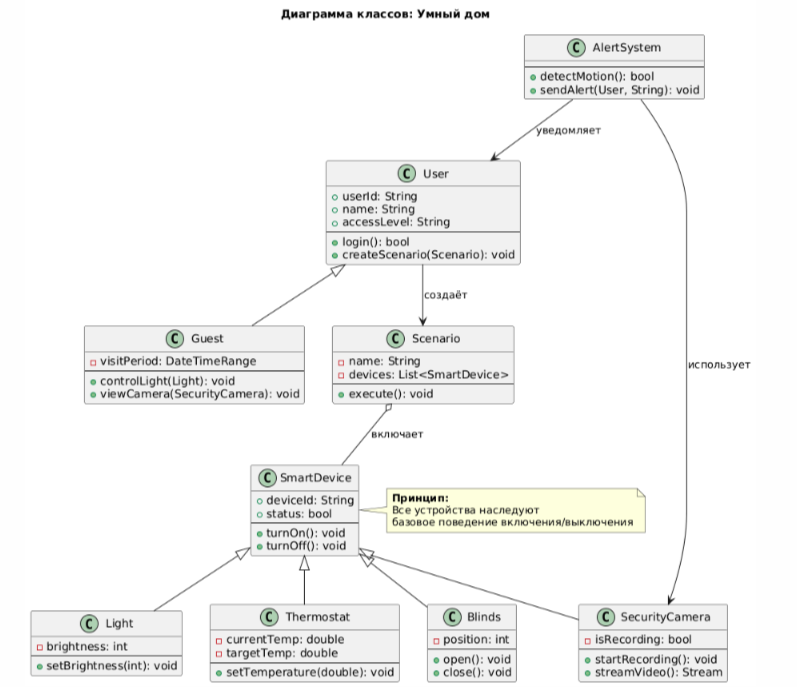 Диаграмма классов: Умный дом
C AlertSystem
detectMotion(): bool
sendAlert(User, String): void
уведомляет
C User
userId: String
name: String
accessLevel: String
login(): bool
createScenario(Scenario): void
создаёт
C Guest
visitPeriod: DateTimeRange
controlLight(Light): void
viewCamera(SecurityCamera): void
C Scenario
name: String
devices: List<SmartDevice>
execute(): void
использует
включает
C SmartDevice
deviceId: String
status: bool
turnOn(): void
turnOff(): void
Принцип:
Все устройства наследуют
базовое поведение включения/выключения
C Light
brightness: int
setBrightness(int): void
C Thermostat
currentTemp: double
targetTemp: double
setTemperature(double): void
C Blinds
position: int
open(): void
close(): void
C SecurityCamera
isRecording: bool
startRecording(): void
streamVideo(): Stream